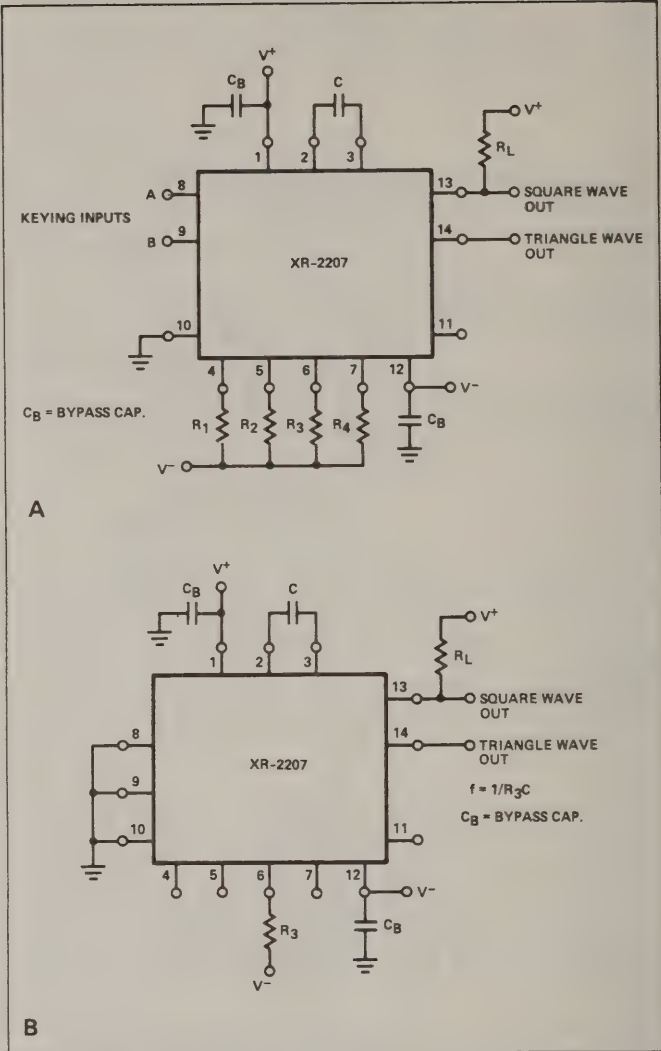 V+
CB
C
V+
RL
1
2
3
13
SQUARE WAVE
OUT
A
8
KEYING INPUTS
14
TRIANGLE WAVE
OUT
B
9
XR-2207
10
11
4
5
6
7
12
V−
CB = BYPASS CAP.
R1
R2
R3
R4
CB
V−
A
V+
CB
C
V+
RL
1
2
3
13
SQUARE WAVE
OUT
8
14
TRIANGLE WAVE
OUT
XR-2207
f = 1/R3C
9
CB = BYPASS CAP.
10
11
4
5
6
7
12
V−
R3
CB
V−
B